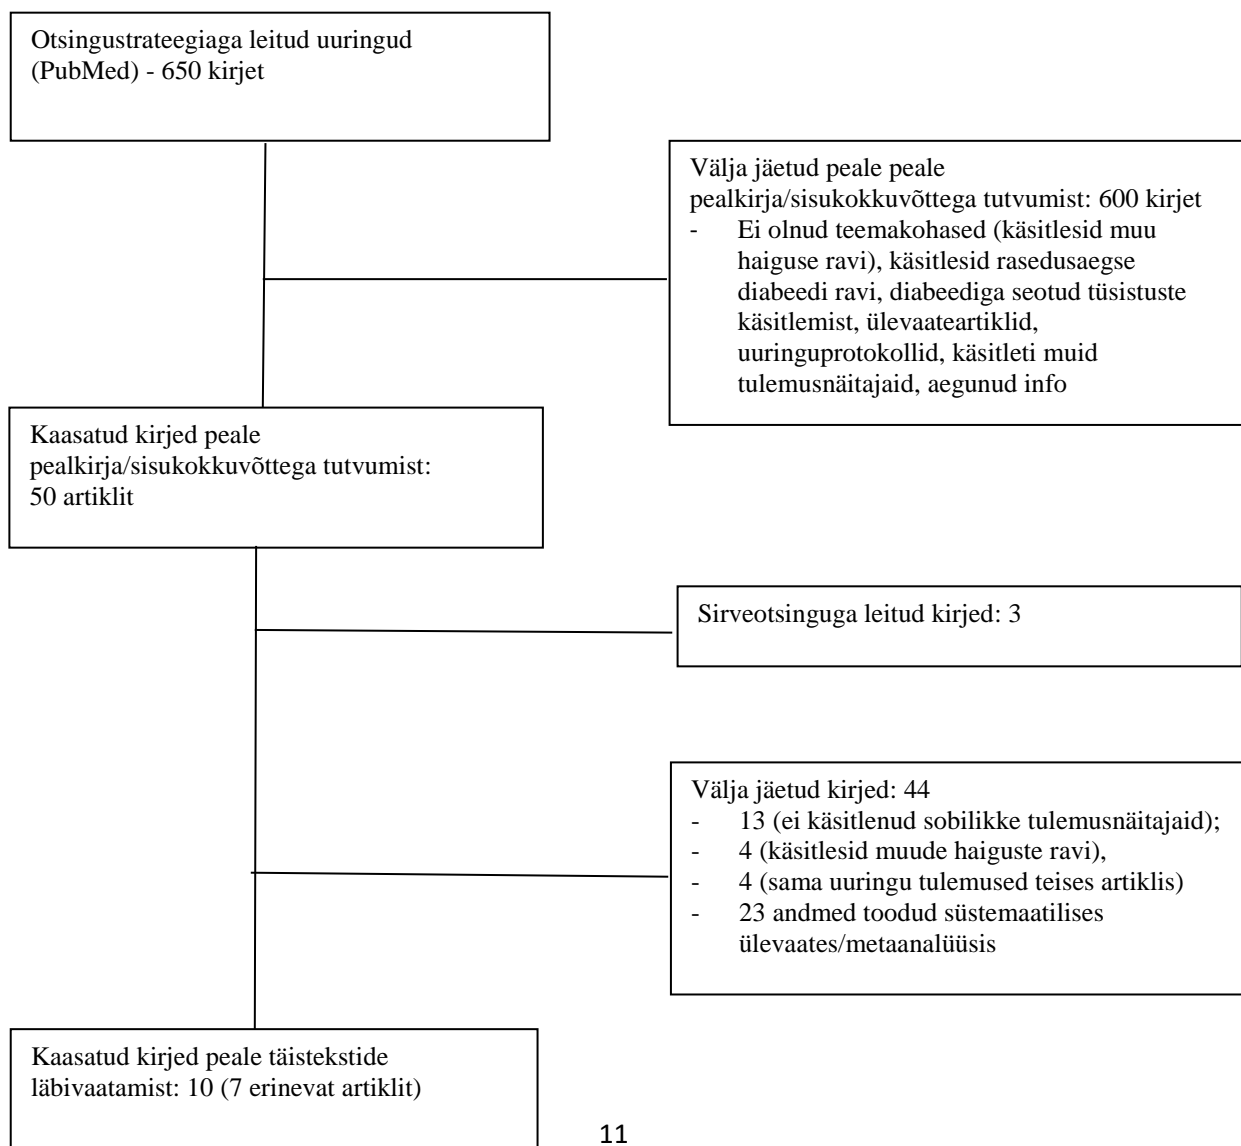 Otsingustrateegiaga leitud uuringud
(PubMed) - 650 kirjet
Välja jäetud peale peale
pealkirja/sisukokkuvõttega tutvumist: 600 kirjet
- Ei olnud teemakohased (käsitlesid muu
haiguse ravi), käsitlesid rasedusaegse
diabeedi ravi, diabeediga seotud tüsistuste
käsitlemist, ülevaateartiklid,
uuringuprotokollid, käsitleti muid
tulemusnäitajaid, aegunud info
Kaasatud kirjed peale
pealkirja/sisukokkuvõttega tutvumist:
50 artiklit
Sirveotsinguga leitud kirjed: 3
Välja jäetud kirjed: 44
- 13 (ei käsitlenud sobilikke tulemusnäitajaid);
- 4 (käsitlesid muude haiguste ravi),
- 4 (sama uuringu tulemused teises artiklis)
- 23 andmed toodud süstemaatilises
ülevaates/metaanalüüsis
Kaasatud kirjed peale täistekstide
läbivaatamist: 10 (7 erinevat artiklit)
11